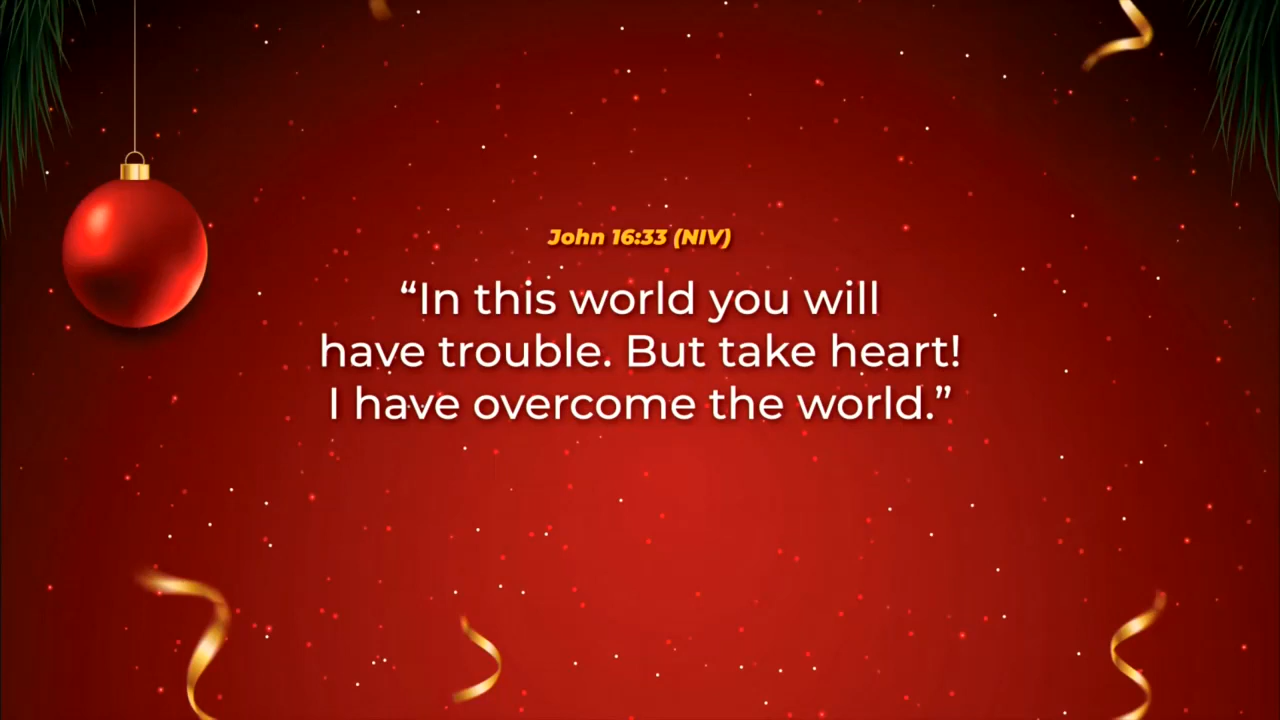 John 16:33 (NIV)
“In this world you will
have trouble. But take heart!
I have overcome the world.”